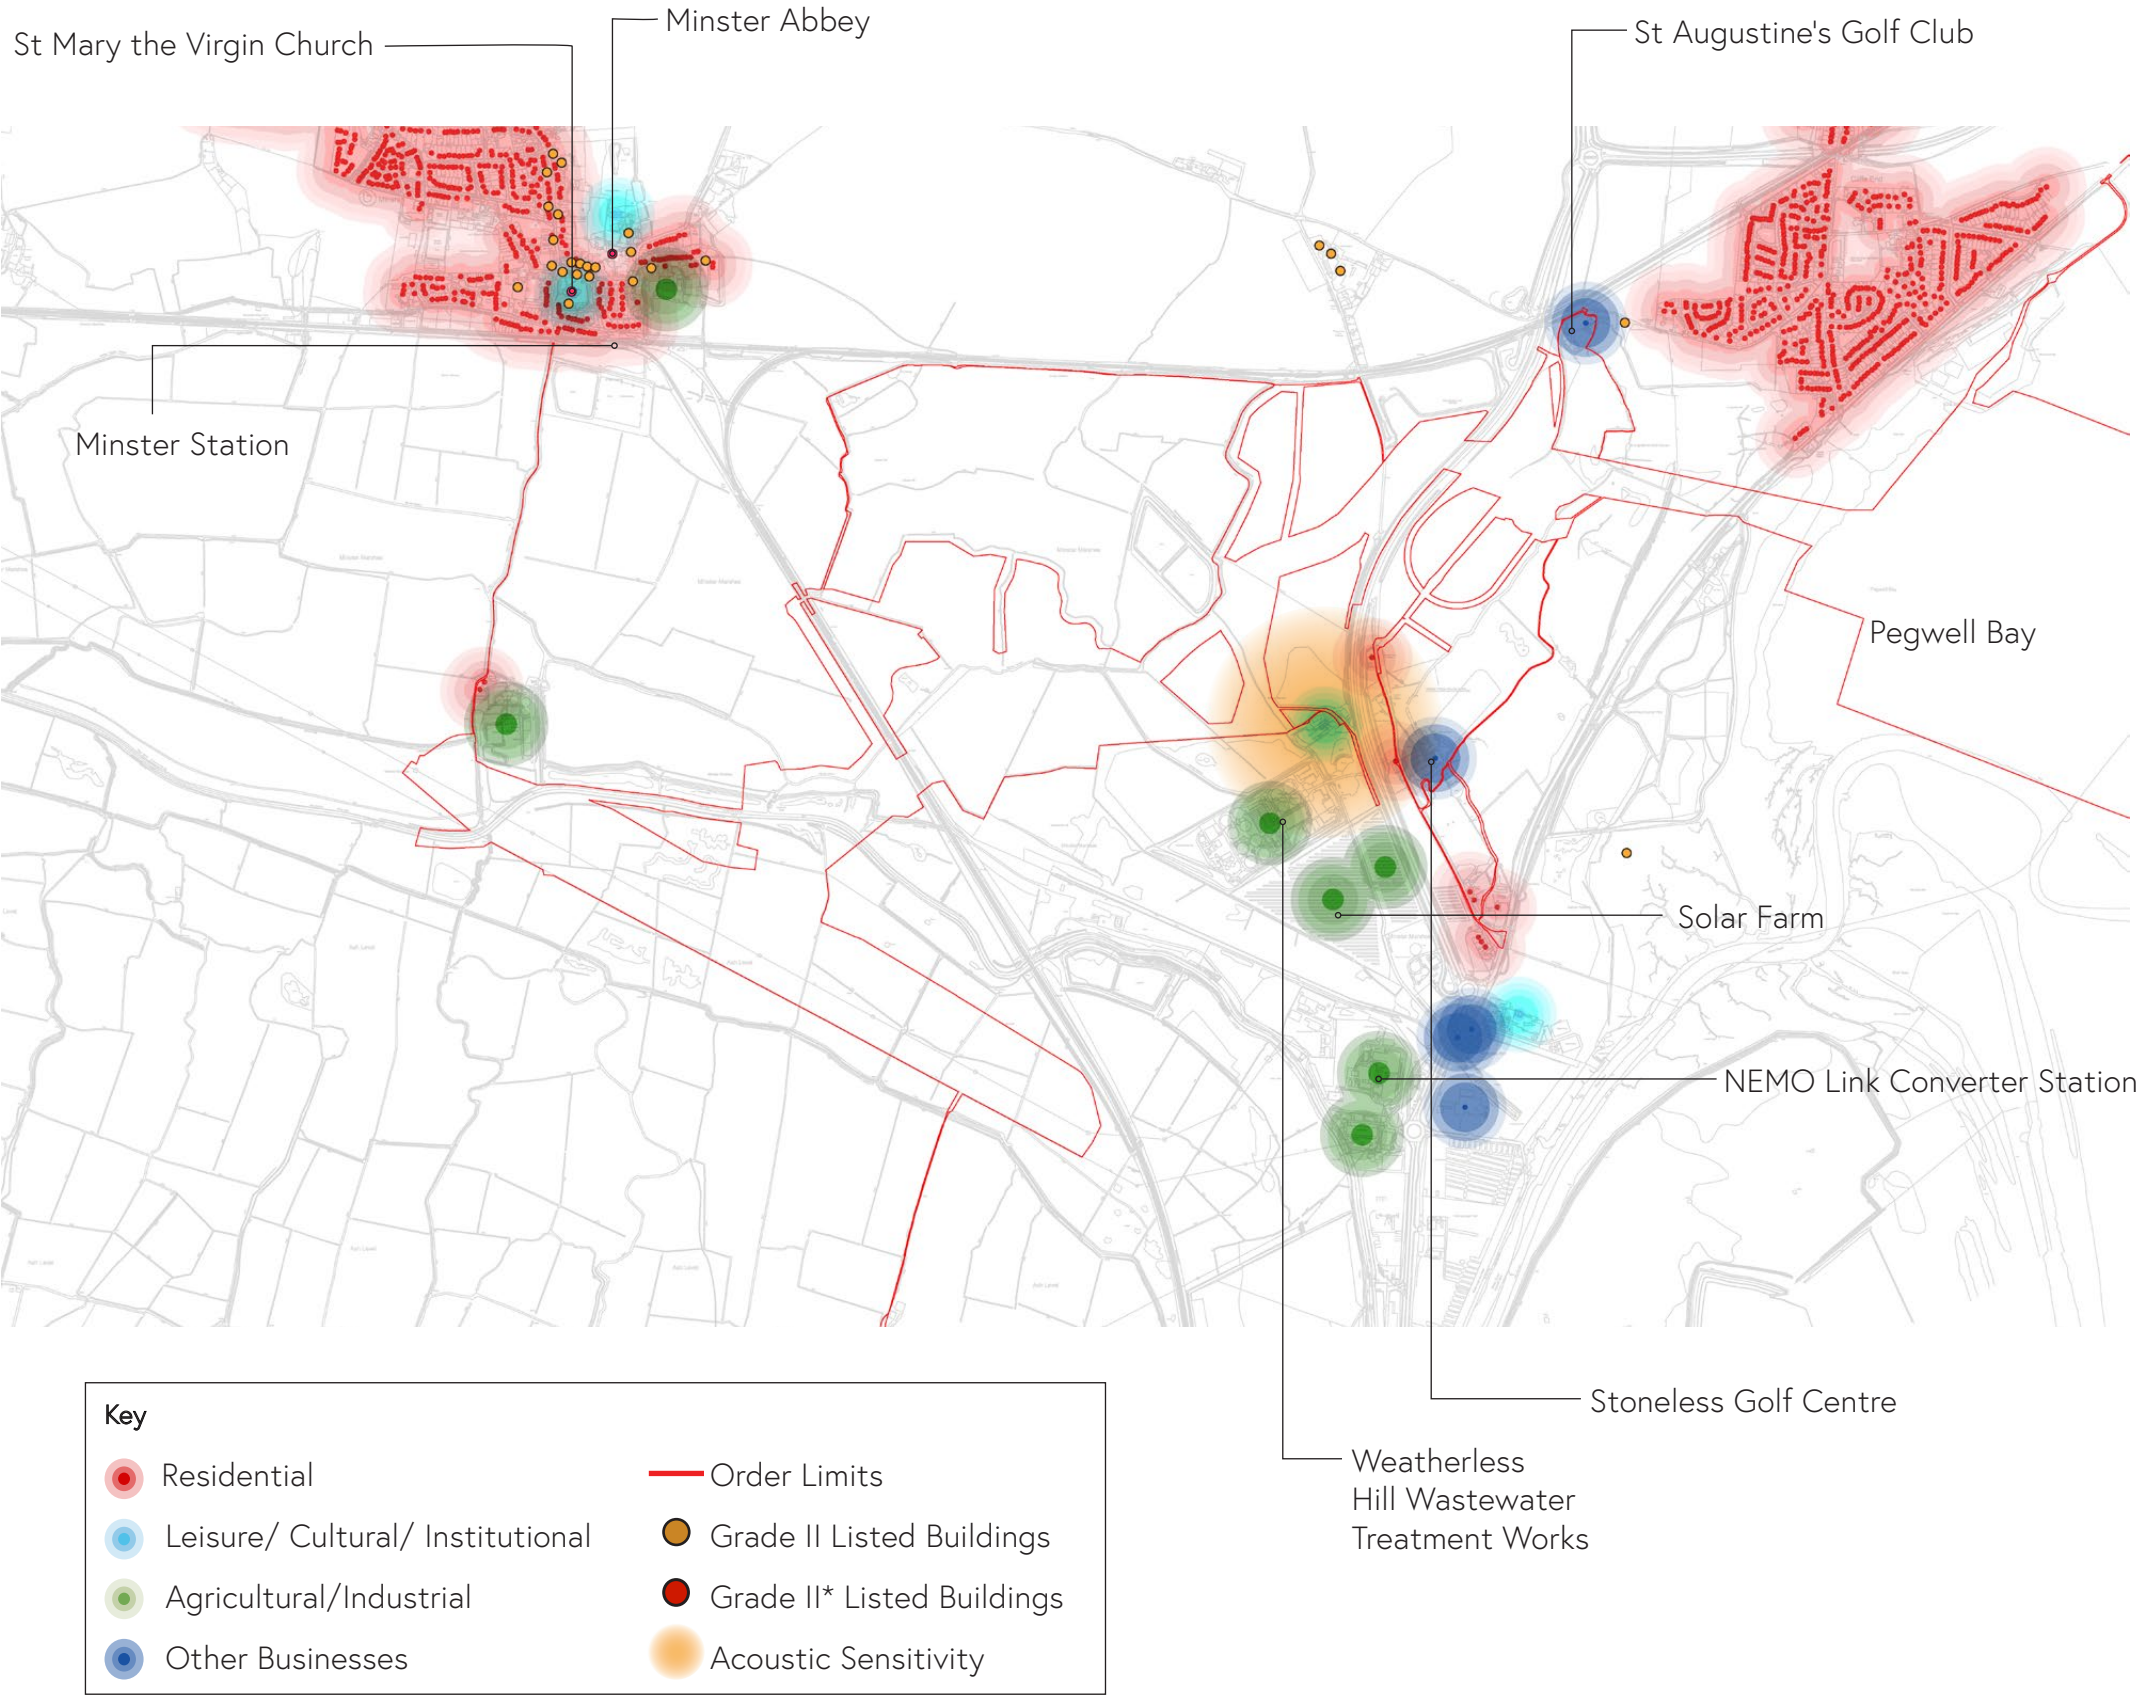 Minster Abbey
St Mary the Virgin Church
St Augustine's Golf Club
Minster Station
Pegwell Bay
Solar Farm
NEMO Link Converter Station
Stoneless Golf Centre
Weatherless
Hill Wastewater
Treatment Works
Key
Residential
Order Limits
Leisure/ Cultural/ Institutional
Grade II Listed Buildings
Agricultural/Industrial
Grade II* Listed Buildings
Other Businesses
Acoustic Sensitivity